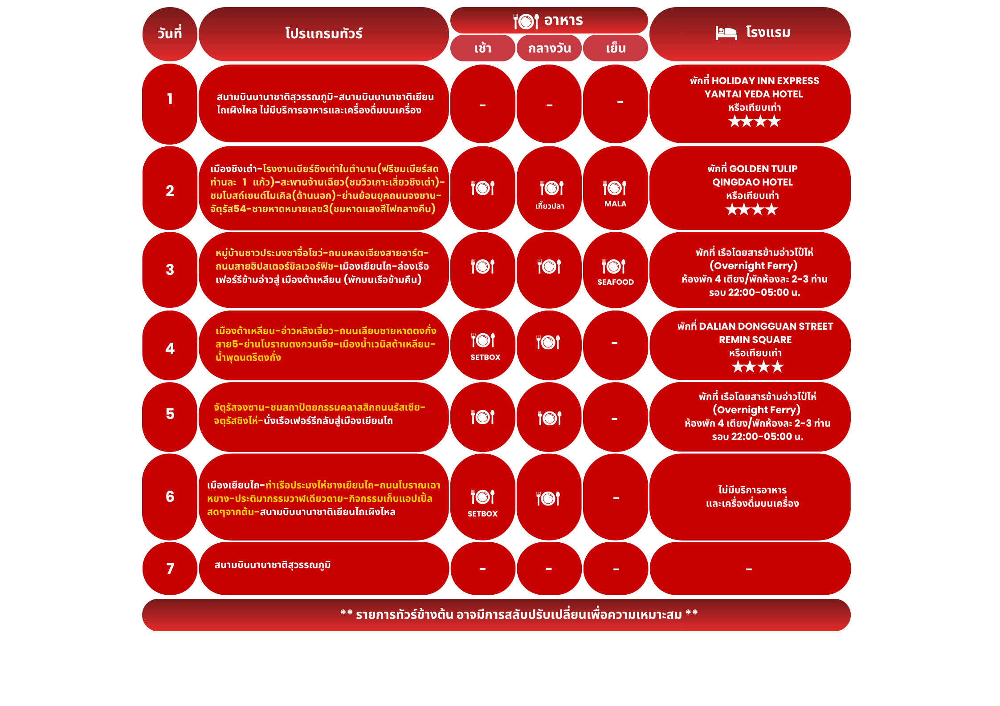 วันที่
โปรแกรมทัวร์
อาหาร
เช้า
กลางวัน
เย็น
โรงแรม
1
สนามบินนานาชาติสุวรรณภูมิ-สนามบินนานาชาติเยียน
ไถเผิงไหล ไม่มีบริการอาหารและเครื่องดื่มบนเครื่อง
-
-
-
พักที่ HOLIDAY INN EXPRESS
YANTAI YEDA HOTEL
หรือเทียบเท่า
★★★★
2
เมืองชิงเต่า-โรงงานเบียร์ชิงเต่าในตำนาน(ฟรีชมเบียร์สด
ท่านละ 1 แก้ว)-สะพานจ้านเฉียว(ชมวิวเกาะเสี่ยวชิงเต่า)-
ชมโบสถ์เซนต์ไมเคิล(ด้านนอก)-ย่านย้อนยุคถนนจงซาน-
จัตุรัส54-ชายหาดหมายเลข3(ชมหาดแสงสีไฟกลางคืน)
เกี๊ยวปลา
MALA
พักที่ GOLDEN TULIP
QINGDAO HOTEL
หรือเทียบเท่า
★★★★
3
หมู่บ้านชาวประมงซาจื่อโขว่-ถนนหลงเจียงสายอาร์ต-
ถนนสายฮิปสเตอร์ซิลเวอร์ฟิช-เมืองเยียนไถ-ล่องเรือ
เฟอร์รีข้ามอ่าวสู่ เมืองต้าเหลียน (พักบนเรือข้ามคืน)
SEAFOOD
พักที่ เรือโดยสารข้ามอ่าวโป๋ไห่
(Overnight Ferry)
ห้องพัก 4 เตียง/พักห้องละ 2-3 ท่าน
รอบ 22:00-05:00 น.
4
เมืองต้าเหลียน-อ่าวหลิงเจี่ยว-ถนนเลียบชายหาดตงกั่ง
สาย5-ย่านโบราณตงกวนเจีย-เมืองน้ำเวนิสต้าเหลียน-
น้ำพุดนตรีตงกั่ง
SETBOX
-
พักที่ DALIAN DONGGUAN STREET
REMIN SQUARE
หรือเทียบเท่า
★★★★
5
จัตุรัสจงซาน-ชมสถาปัตยกรรมคลาสสิกถนนรัสเซีย-
จตุรัสชิงไห่-นั่งเรือเฟอร์รีกลับสู่เมืองเยียนไถ
-
พักที่ เรือโดยสารข้ามอ่าวโป๋ไห่
(Overnight Ferry)
ห้องพัก 4 เตียง/พักห้องละ 2-3 ท่าน
รอบ 22:00-05:00 น.
6
เมืองเยียนไถ-ท่าเรือประมงไห่ชางเยียนไถ-ถนนโบราณเฉา
หยาง-ประติมากรรมวาฬเดียวดาย-กิจกรรมเก็บแอปเปิ้ล
สดๆจากต้น-สนามบินนานาชาติเยียนไถเผิงไหล
SETBOX
-
ไม่มีบริการอาหาร
และเครื่องดื่มบนเครื่อง
7
สนามบินนานาชาติสุวรรณภูมิ
-
-
-
-
** รายการทัวร์ข้างต้น อาจมีการสลับปรับเปลี่ยนเพื่อความเหมาะสม **